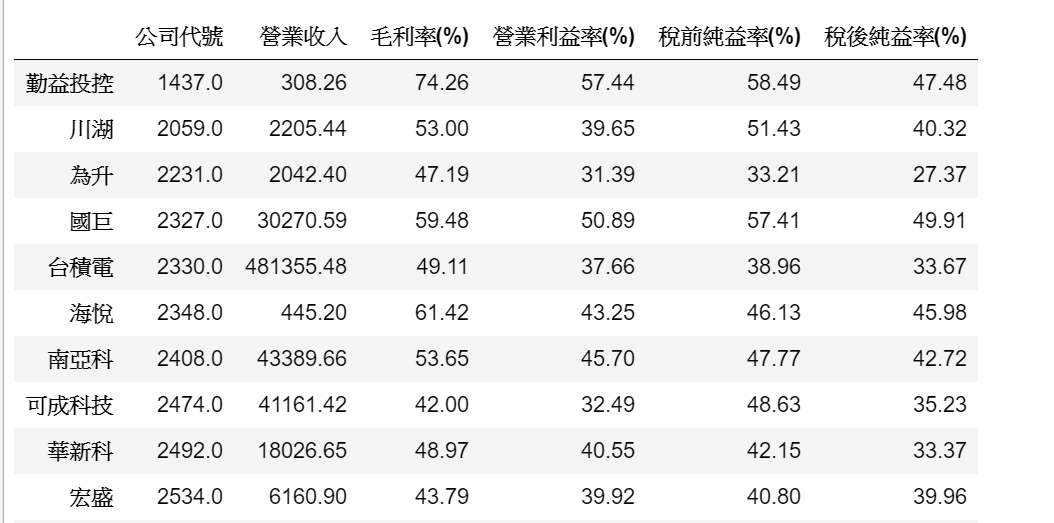 公司代號 營業收入 毛利率(%) 營業利益率(%) 稅前純益率(%) 稅後純益率(%)
勤益投控 1437.0 308.26 74.26 57.44 58.49 47.48
川湖 2059.0 2205.44 53.00 39.65 51.43 40.32
為升 2231.0 2042.40 47.19 31.39 33.21 27.37
國巨 2327.0 30270.59 59.48 50.89 57.41 49.91
台積電 2330.0 481355.48 49.11 37.66 38.96 33.67
海悅 2348.0 445.20 61.42 43.25 46.13 45.98
南亞科 2408.0 43389.66 53.65 45.70 47.77 42.72
可成科技 2474.0 41161.42 42.00 32.49 48.63 35.23
華新科 2492.0 18026.65 48.97 40.55 42.15 33.37
宏盛 2534.0 6160.90 43.79 39.92 40.80 39.96